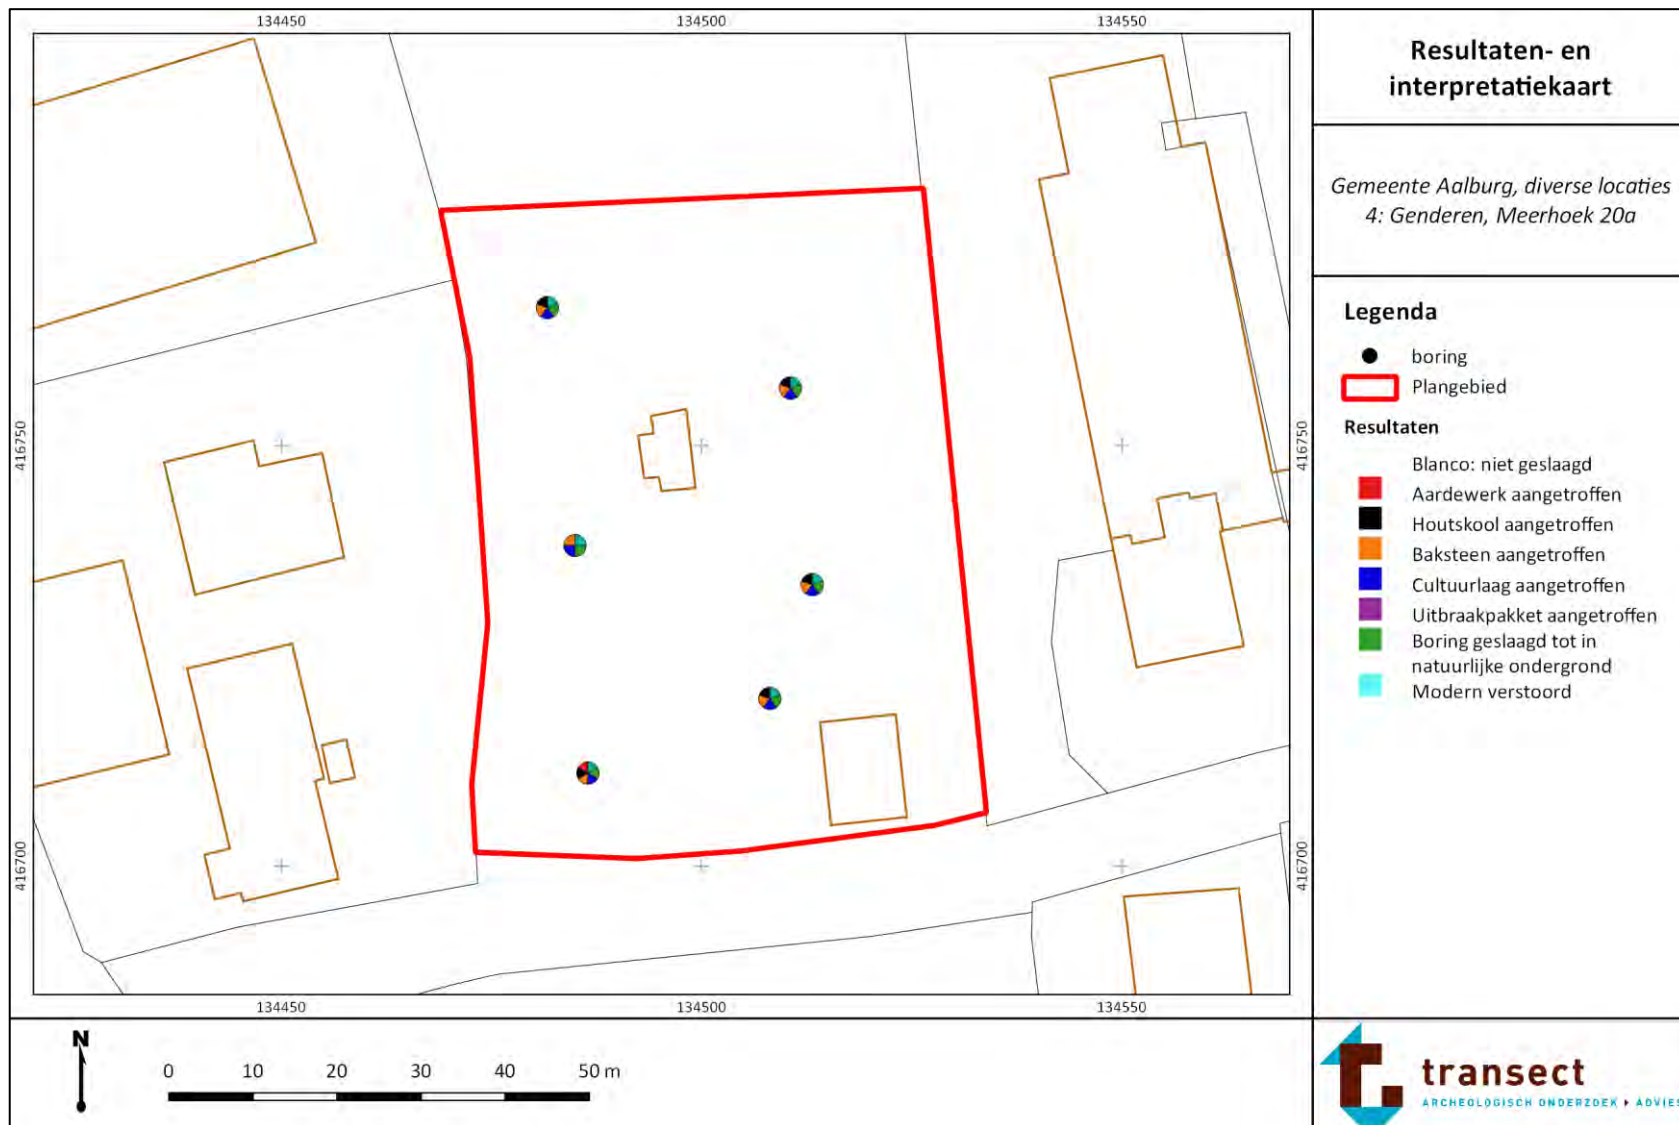 134450
134500
134550
416750
416750
416700
416700
134450
134500
134550
N
0 10 20 30 40 50 m
Resultaten- en
interpretatiekaart
Gemeente Aalburg, diverse locaties
4: Genderen, Meerhoek 20a
Legenda
boring
Plangebied
Resultaten
Blanco: niet geslaagd
Aardewerk aangetroffen
Houtskool aangetroffen
Baksteen aangetroffen
Cultuurlaag aangetroffen
Uitbraakpakket aangetroffen
Boring geslaagd tot in
natuurlijke ondergrond
Modern verstoord
transect
ARCHEOLOGISCH ONDERZOEK ▸ ADVIES